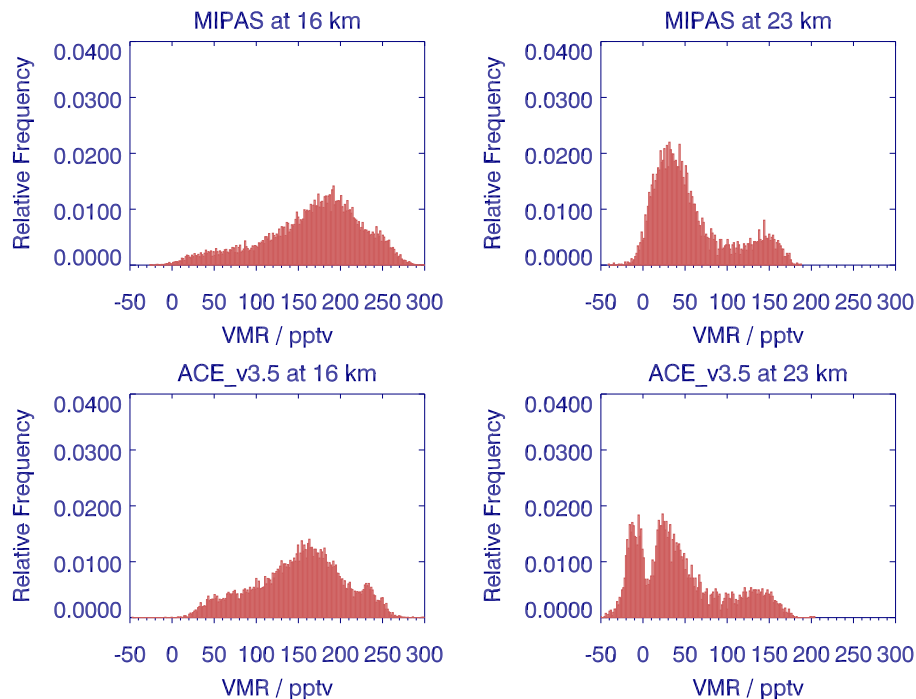 MIPAS at 16 km
0.0400
0.0300
0.0200
0.0100
0.0000
Relative Frequency
-50 0 50 100 150 200 250 300
VMR / pptv
MIPAS at 23 km
0.0400
0.0300
0.0200
0.0100
0.0000
Relative Frequency
-50 0 50 100 150 200 250 300
VMR / pptv
ACE_v3.5 at 16 km
0.0400
0.0300
0.0200
0.0100
0.0000
Relative Frequency
-50 0 50 100 150 200 250 300
VMR / pptv
ACE_v3.5 at 23 km
0.0400
0.0300
0.0200
0.0100
0.0000
Relative Frequency
-50 0 50 100 150 200 250 300
VMR / pptv